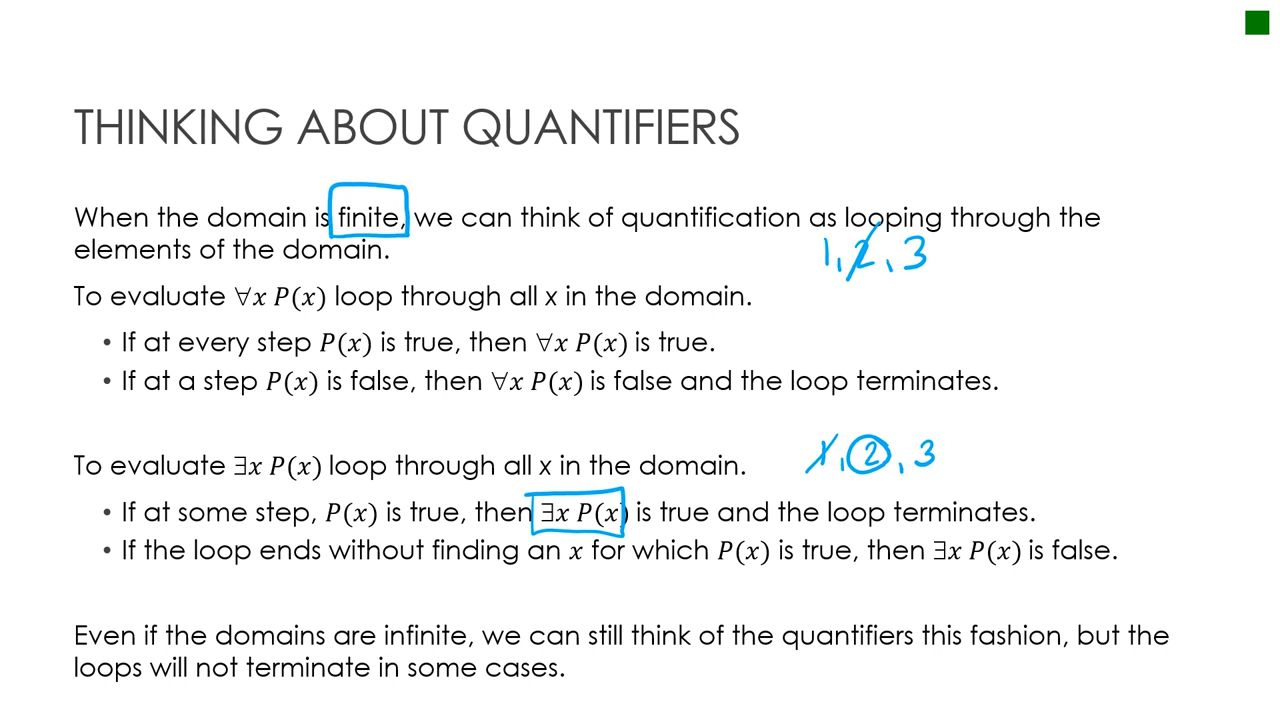 THINKING ABOUT QUANTIFIERS
When the domain is finite, we can think of quantification as looping through the
elements of the domain.
1, 2, 3
To evaluate ∀x P(x) loop through all x in the domain.
• If at every step P(x) is true, then ∀x P(x) is true.
• If at a step P(x) is false, then ∀x P(x) is false and the loop terminates.
To evaluate ∃x P(x) loop through all x in the domain.
1, 2, 3
• If at some step, P(x) is true, then ∃x P(x) is true and the loop terminates.
• If the loop ends without finding an x for which P(x) is true, then ∃x P(x) is false.
Even if the domains are infinite, we can still think of the quantifiers this fashion, but the
loops will not terminate in some cases.